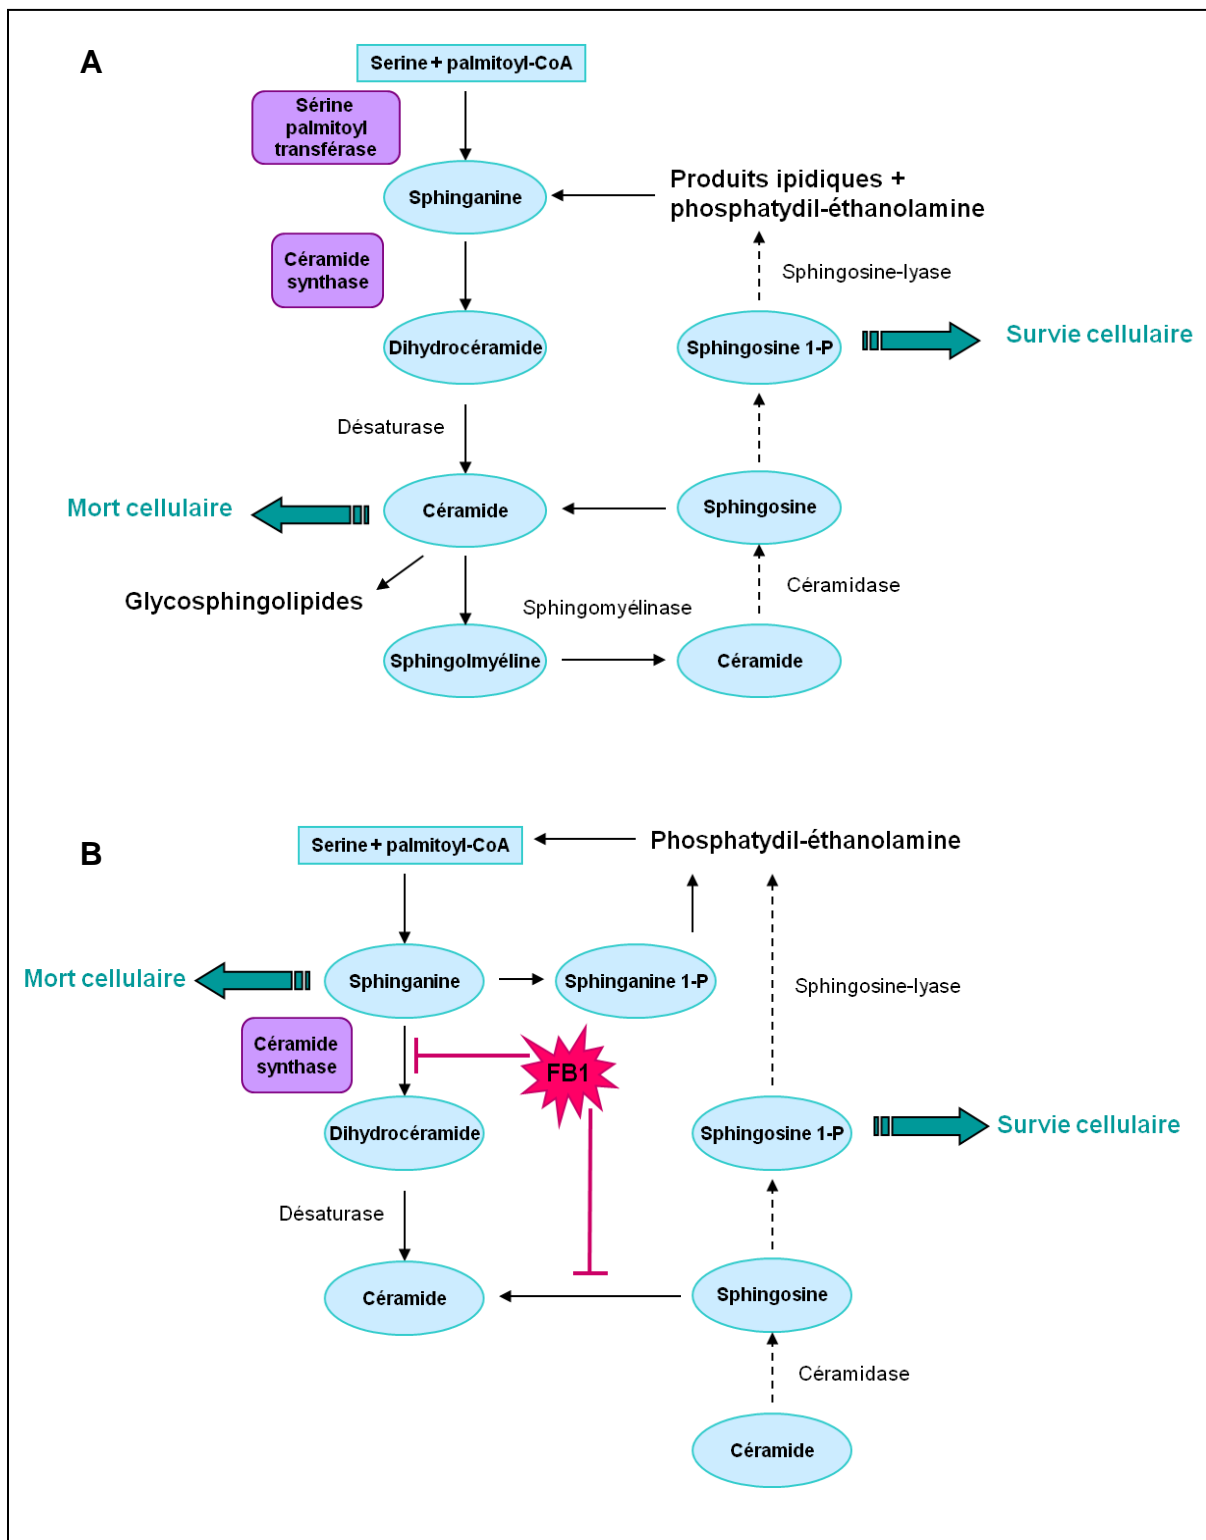 A
Serine + palmitoyl-CoA
Sérine
palmitoyl
transférase
Sphinganine
Produits ipidiques +
phosphatydil-éthanolamine
Céramide
synthase
Sphingosine-lyase
Dihydrocéramide
Sphingosine 1-P
Survie cellulaire
Désaturase
Mort cellulaire
Céramide
Sphingosine
Glycosphingolipides
Sphingomyélinase
Céramidase
Sphingolmyéline
Céramide
B
Serine + palmitoyl-CoA
Phosphatydil-éthanolamine
Mort cellulaire
Sphinganine
Sphinganine 1-P
Sphingosine-lyase
Céramide
synthase
FB1
Dihydrocéramide
Sphingosine 1-P
Survie cellulaire
Désaturase
Céramide
Sphingosine
Céramidase
Céramide